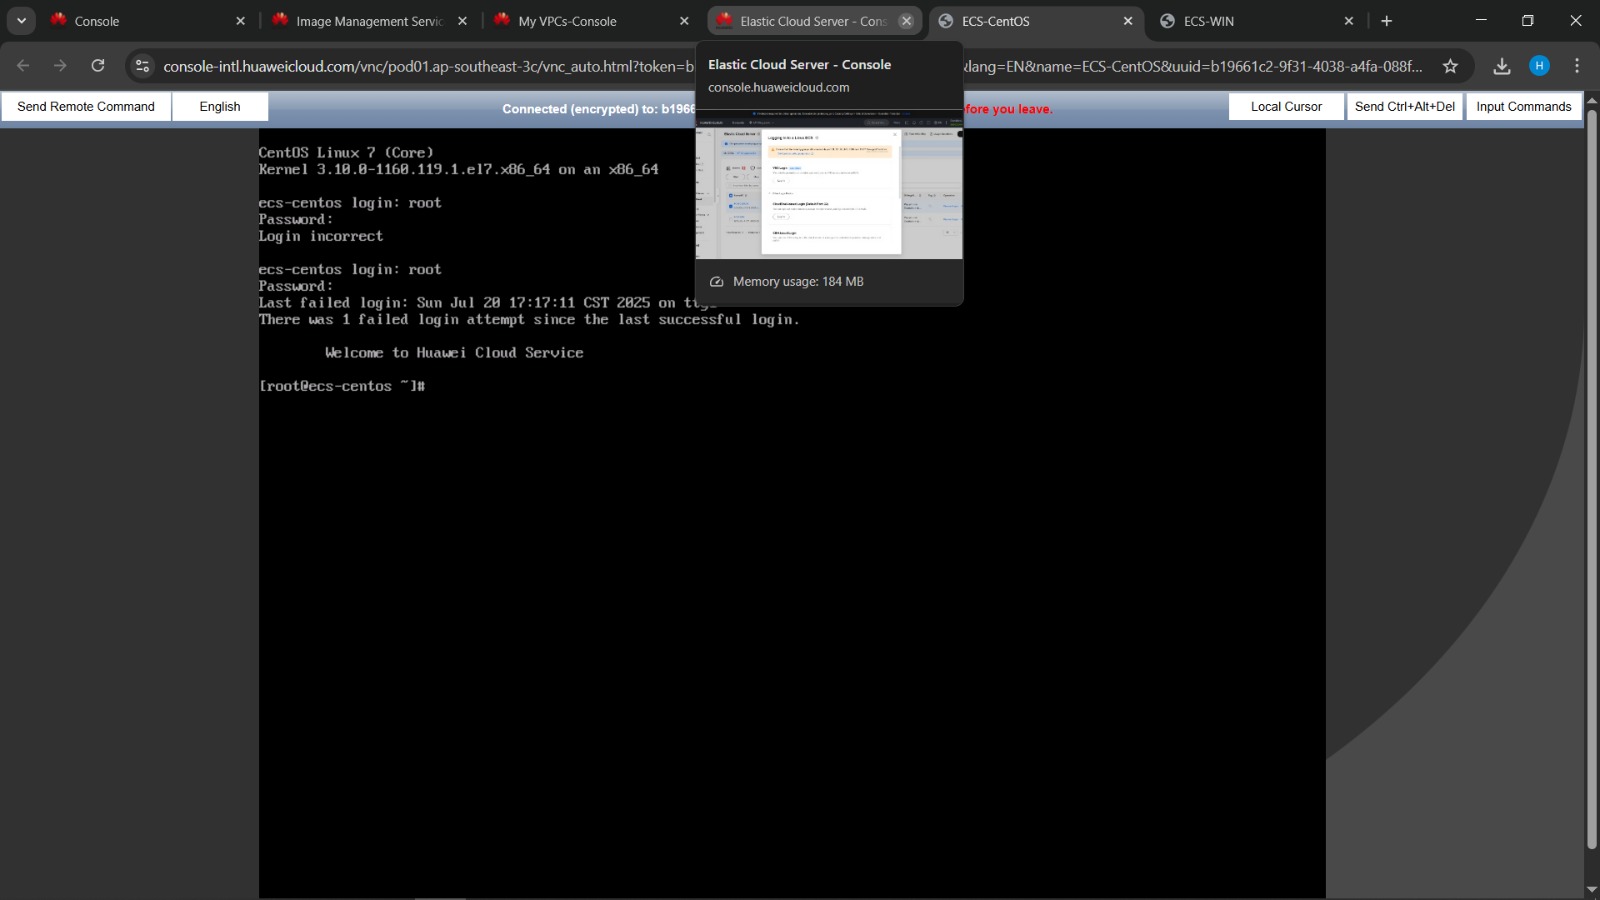 Console
Image Management Servic
My VPCs-Console
Elastic Cloud Server - Cons
ECS-CentOS
ECS-WIN
console-intl.huaweicloud.com/vnc/pod01.ap-southeast-3c/vnc_auto.html?token=b
&lang=EN&name=ECS-CentOS&uuid=b19661c2-9f31-4038-a4fa-088f...
H
Elastic Cloud Server - Console
console.huaweicloud.com
Memory usage: 184 MB
Send Remote Command
English
Connected (encrypted) to: b1966
fore you leave.
Local Cursor
Send Ctrl+Alt+Del
Input Commands
CentOS Linux 7 (Core)
Kernel 3.10.0-1160.119.1.el7.x86_64 on an x86_64
ecs-centos login: root
Password:
Login incorrect
ecs-centos login: root
Password:
Last failed login: Sun Jul 20 17:17:11 CST 2025 on
There was 1 failed login attempt since the last successful login.
Welcome to Huawei Cloud Service
[root@ecs-centos ~]#